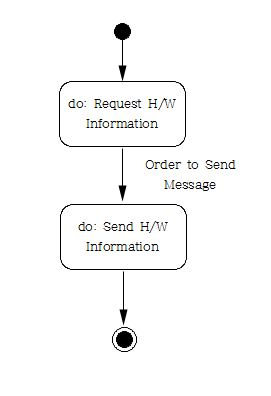 do: Request H/W
Information
Order to Send
Message
do: Send H/W
Information